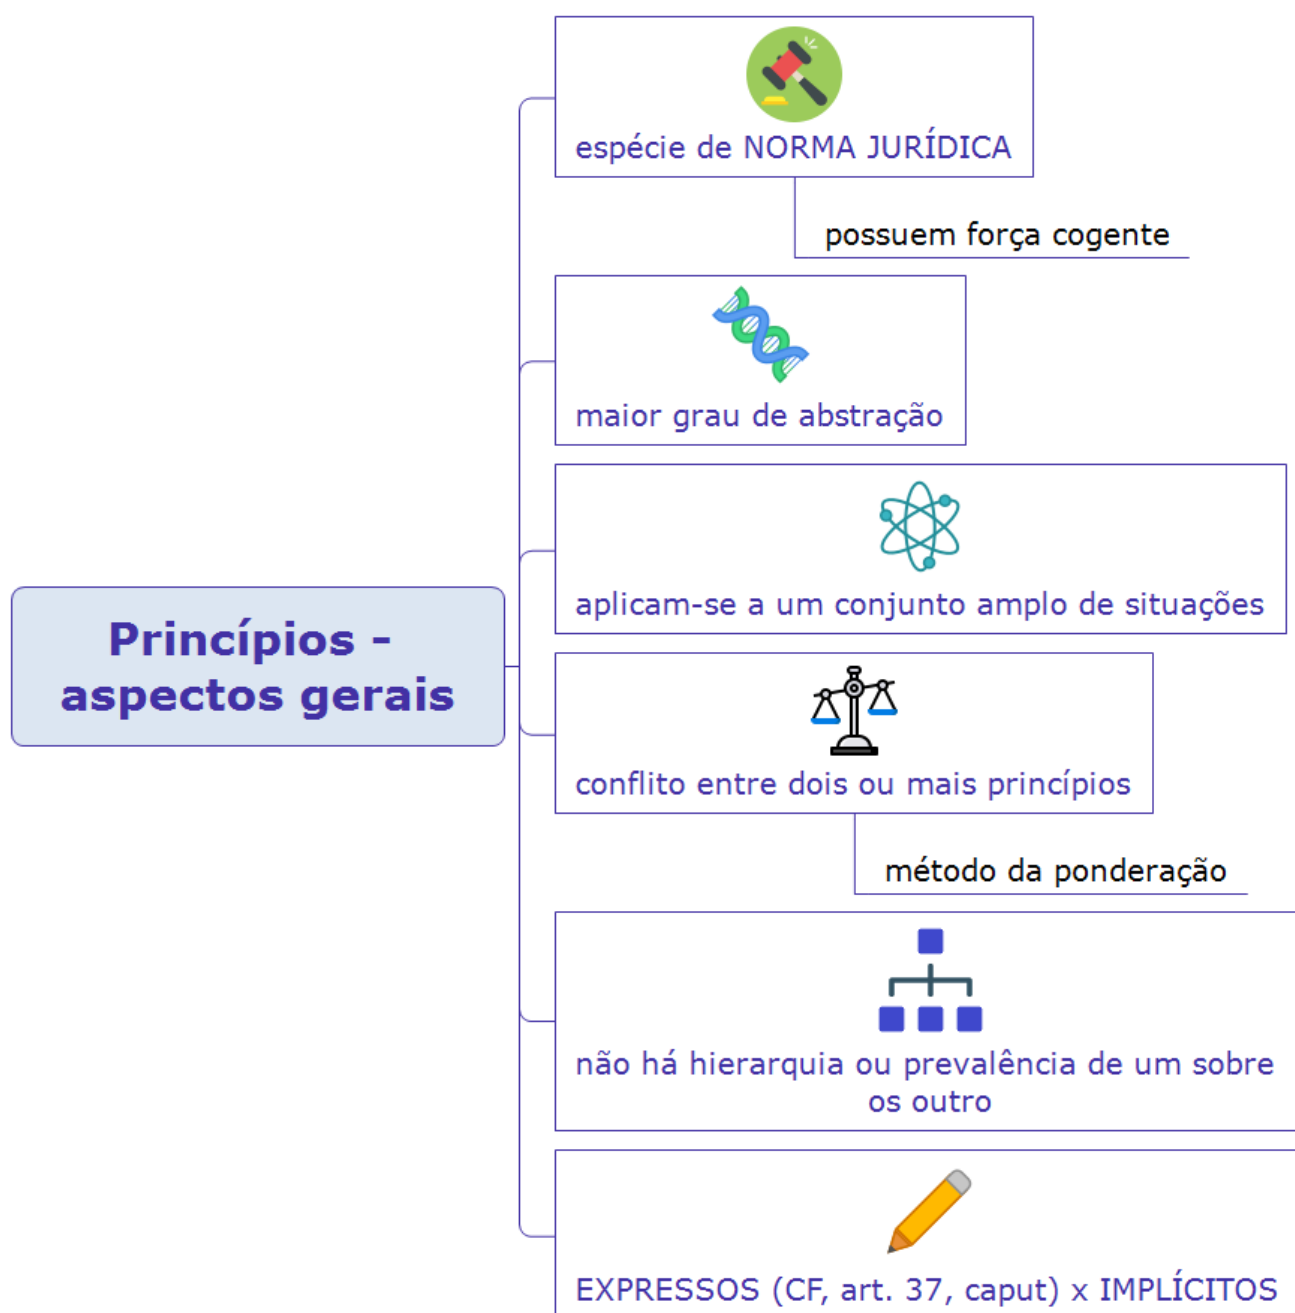 espécie de NORMA JURÍDICA
possuem força cogente
maior grau de abstração
aplicam-se a um conjunto amplo de situações
Princípios -
aspectos gerais
conflito entre dois ou mais princípios
método da ponderação
não há hierarquia ou prevalência de um sobre
os outro
EXPRESSOS (CF, art. 37, caput) x IMPLÍCITOS